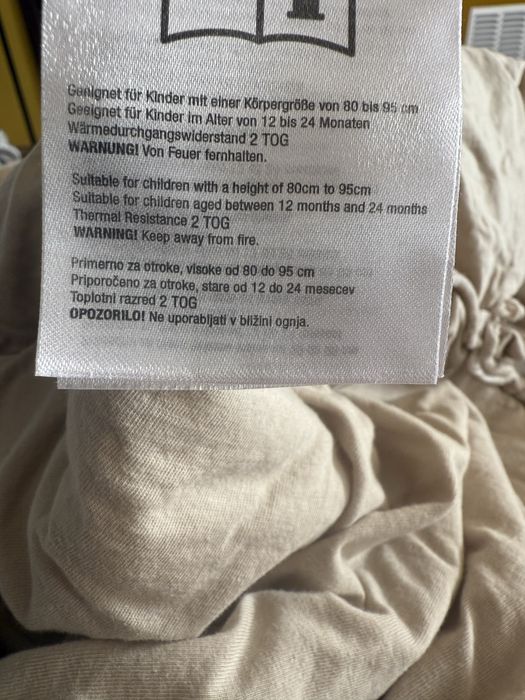 Geeignet für Kinder mit einer Körpergröße von 80 bis 95 cm
Geeignet für Kinder im Alter von 12 bis 24 Monaten
Wärmedurchgangswiderstand 2 TOG
WARNUNG! Von Feuer fernhalten.
Suitable for children with a height of 80cm to 95cm
Suitable for children aged between 12 months and 24 months
Thermal Resistance 2 TOG
WARNING! Keep away from fire.
Primerno za otroke, visoke od 80 do 95 cm
Priporočeno za otroke, stare od 12 do 24 mesecev
Toplotni razred 2 TOG
OPOZORILO! Ne uporabljati v bližini ognja.